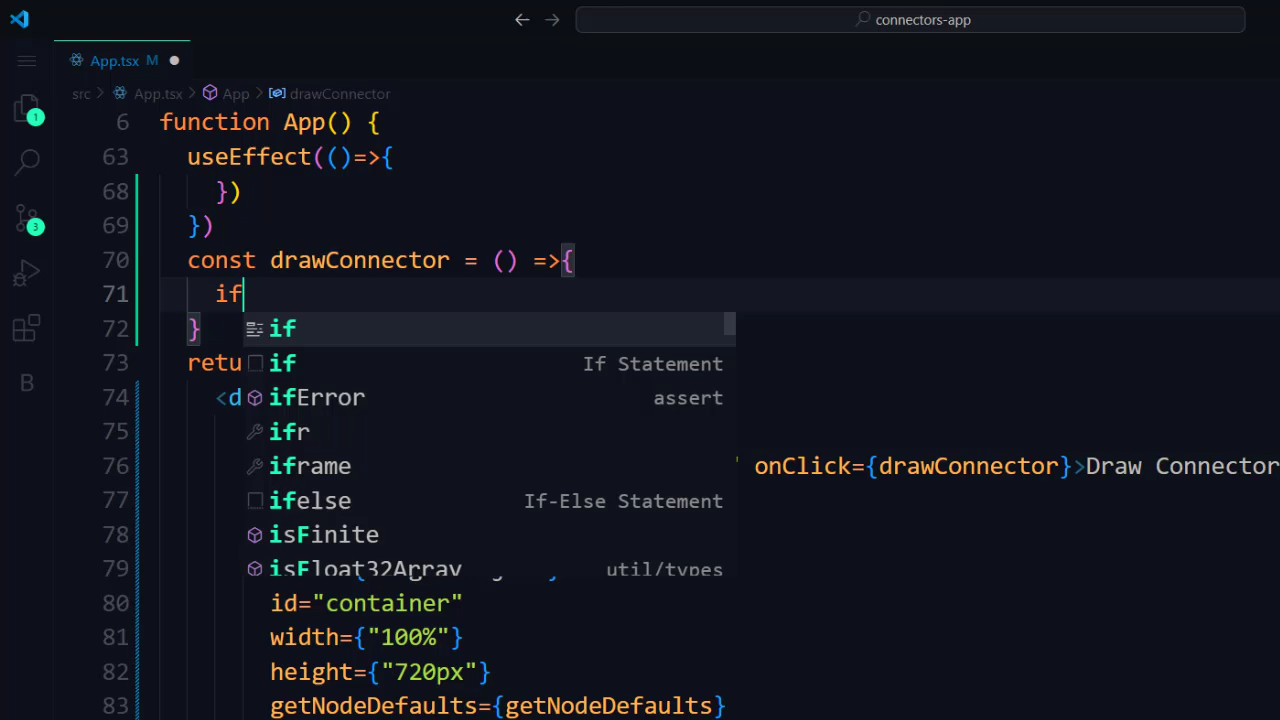 connectors-app
App.tsx M
src > App.tsx > App > drawConnector
6 function App() {
63 useEffect(()=>{
68 })
69 })
70 const drawConnector = () =>{
71 if
72 }
if
73 retu
if If Statement
74 <d
ifError assert
75
ifr
76
iframe
' onClick={drawConnector}>Draw Connector
77
ifelse If-Else Statement
78
isFinite
79
isFloat32Array util/types
80 id="container"
81 width={"100%"}
82 height={"720px"}
83 getNodeDefaults={getNodeDefaults}
1
3
B